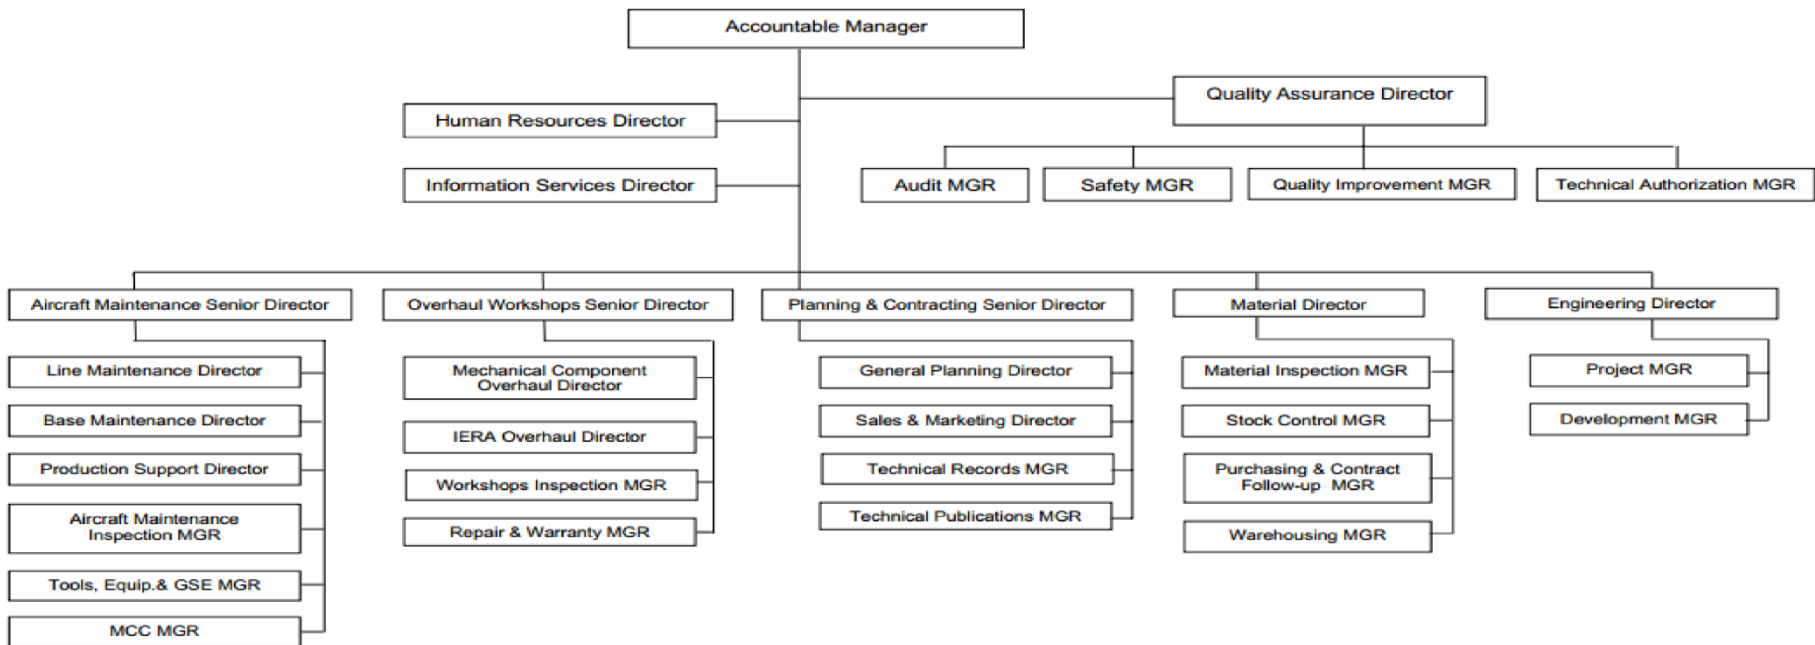 Accountable Manager
Quality Assurance Director
Human Resources Director
Information Services Director
Audit MGR
Safety MGR
Quality Improvement MGR
Technical Authorization MGR
Aircraft Maintenance Senior Director
Overhaul Workshops Senior Director
Planning & Contracting Senior Director
Material Director
Engineering Director
Line Maintenance Director
Base Maintenance Director
Production Support Director
Aircraft Maintenance
Inspection MGR
Tools, Equip.& GSE MGR
MCC MGR
Mechanical Component
Overhaul Director
IERA Overhaul Director
Workshops Inspection MGR
Repair & Warranty MGR
General Planning Director
Sales & Marketing Director
Technical Records MGR
Technical Publications MGR
Material Inspection MGR
Stock Control MGR
Purchasing & Contract
Follow-up MGR
Warehousing MGR
Project MGR
Development MGR